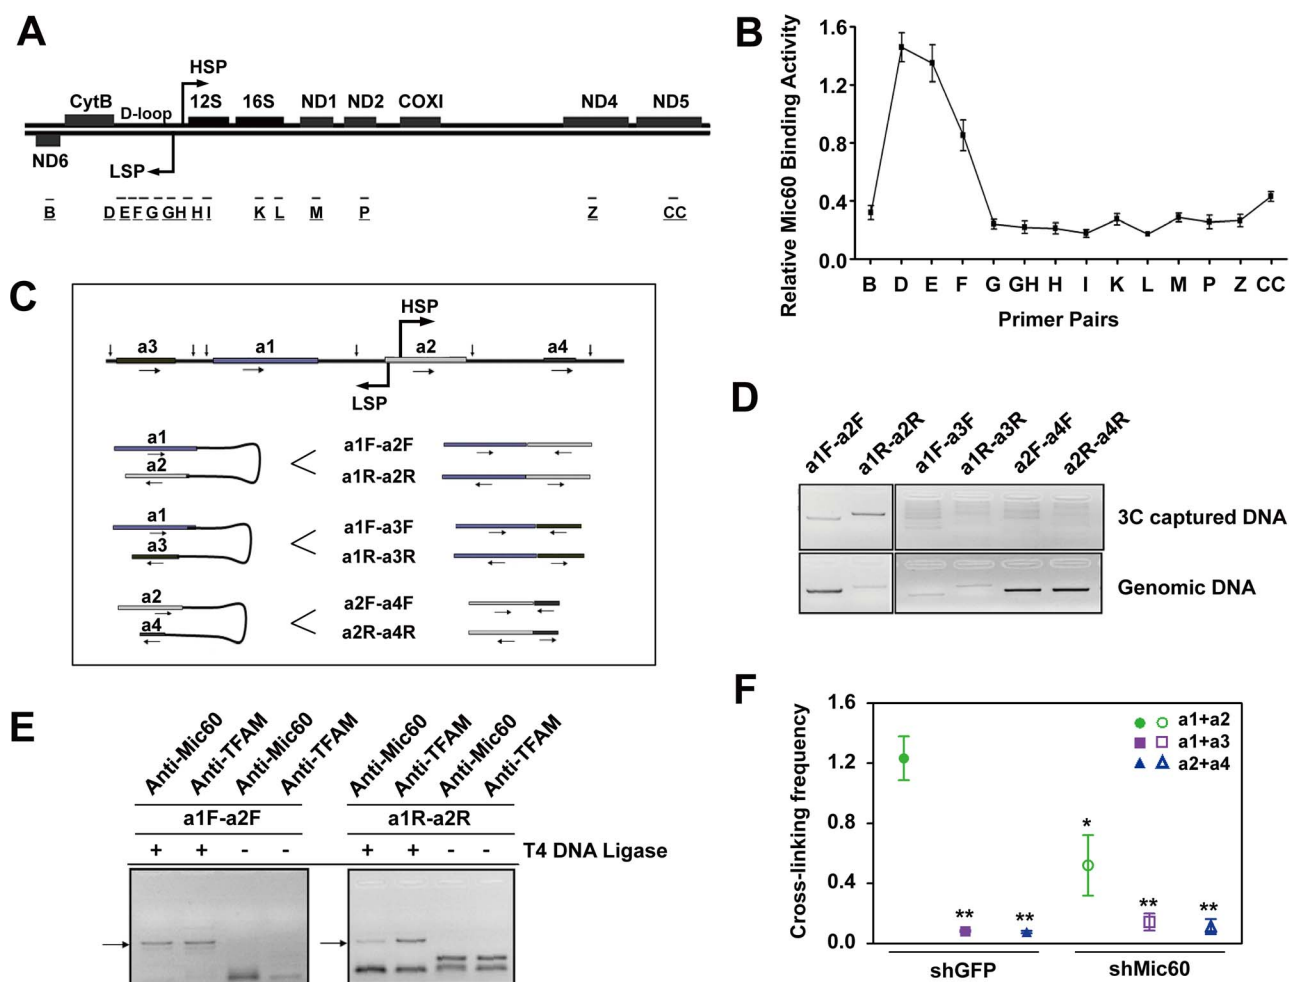 A
HSP
CytB D-loop 12S 16S ND1 ND2 COXI ND4 ND5
ND6
LSP
B D E F G GH H I K L M P Z CC
B
Relative Mic60 Binding Activity
1.6
1.2
0.8
0.4
0.0
B D E F G GH H I K L M P Z CC
Primer Pairs
C
HSP
a3 a1 a2 a4
LSP
a1
a2
a1F-a2F
a1R-a2R
a1
a3
a1F-a3F
a1R-a3R
a2
a4
a2F-a4F
a2R-a4R
D
a1F-a2F a1R-a2R a1F-a3F a1R-a3R a2F-a4F a2R-a4R
3C captured DNA
Genomic DNA
E
Anti-Mic60 Anti-TFAM Anti-Mic60 Anti-TFAM Anti-Mic60 Anti-TFAM Anti-Mic60 Anti-TFAM
a1F-a2F a1R-a2R
+ + - - + + - - T4 DNA Ligase
F
Cross-linking frequency
1.6
1.2
0.8
0.4
0.0
a1+a2
a1+a3
a2+a4
** ** * ** **
shGFP shMic60